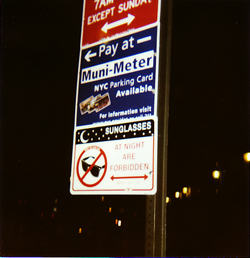 7AM
EXCEPT SUNDAY
Pay at
Muni-Meter
NYC Parking Card
Available
For information visit
SUNGLASSES
AT NIGHT
ARE
FORBIDDEN